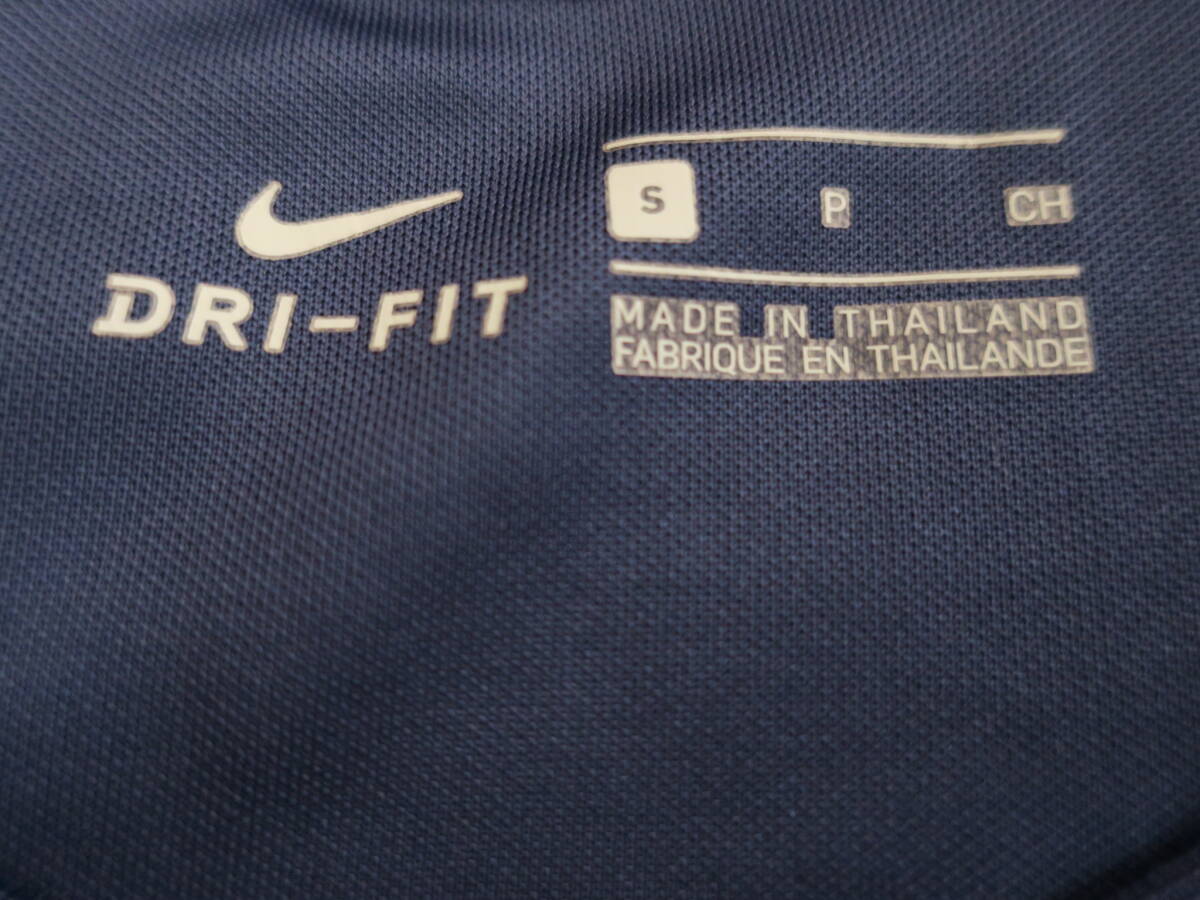 DRI-FIT
S P CH
MADE IN THAILAND
FABRIQUE EN THAILANDE